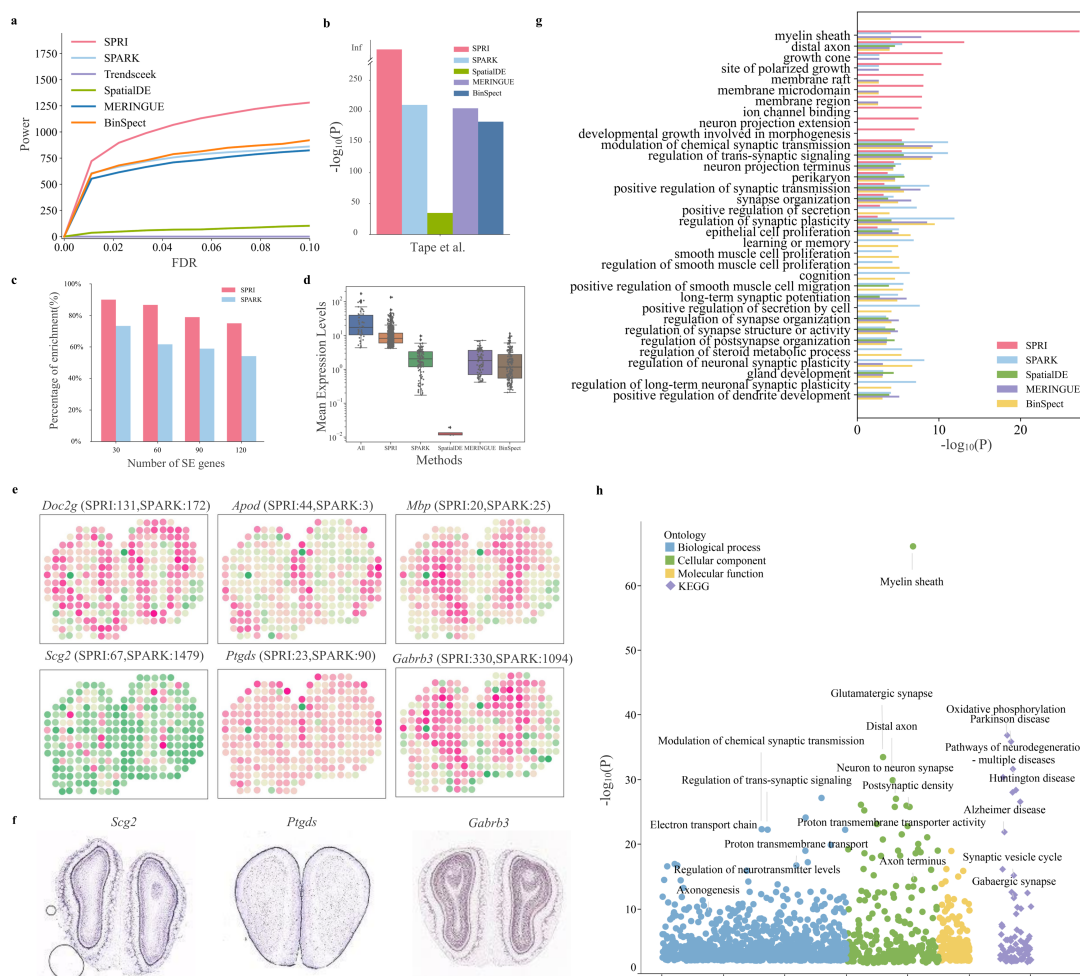 a
SPRI
SPARK
Trendsceek
SpatialDE
MERINGUE
BinSpect
1750
1500
1250
1000
750
500
250
0
0.00
0.02
0.04
0.06
0.08
0.10
Power
FDR
b
Inf
250
200
150
100
50
0
-log₁₀(P)
Tape et al.
SPRI
SPARK
SpatialDE
MERINGUE
BinSpect
c
100%
80%
60%
40%
20%
0%
Percentage of enrichment(%)
30
60
90
120
Number of SE genes
SPRI
SPARK
d
10²
10¹
10⁰
10⁻¹
10⁻²
Mean Expression Levels
All
SPRI
SPARK
SpatialDE
MERINGUE
BinSpect
Methods
e
Doc2g (SPRI:131,SPARK:172)
Apod (SPRI:44,SPARK:3)
Mbp (SPRI:20,SPARK:25)
Scg2 (SPRI:67,SPARK:1479)
Ptgds (SPRI:23,SPARK:90)
Gabrb3 (SPRI:330,SPARK:1094)
f
Scg2
Ptgds
Gabrb3
g
myelin sheath
distal axon
growth cone
site of polarized growth
membrane raft
membrane microdomain
membrane region
ion channel binding
neuron projection extension
developmental growth involved in morphogenesis
modulation of chemical synaptic transmission
regulation of trans-synaptic signaling
neuron projection terminus
perikaryon
positive regulation of synaptic transmission
synapse organization
positive regulation of secretion
regulation of synaptic plasticity
epithelial cell proliferation
learning or memory
smooth muscle cell proliferation
regulation of smooth muscle cell proliferation
cognition
positive regulation of smooth muscle cell migration
long-term synaptic potentiation
positive regulation of secretion by cell
regulation of synapse organization
regulation of synapse structure or activity
regulation of postsynapse organization
regulation of steroid metabolic process
regulation of neuronal synaptic plasticity
gland development
regulation of long-term neuronal synaptic plasticity
positive regulation of dendrite development
SPRI
SPARK
SpatialDE
MERINGUE
BinSpect
0
10
20
-log₁₀(P)
h
Ontology
Biological process
Cellular component
Molecular function
KEGG
60
50
40
30
20
10
0
-log₁₀(P)
Myelin sheath
Glutamatergic synapse
Oxidative phosphorylation
Parkinson disease
Distal axon
Modulation of chemical synaptic transmission
Pathways of neurodegeneratio
- multiple diseases
Neuron to neuron synapse
Regulation of trans-synaptic signaling
Postsynaptic density
Huntington disease
Alzheimer disease
Electron transport chain
Proton transmembrane transporter activity
Proton transmembrane transport
Axon terminus
Synaptic vesicle cycle
Regulation of neurotransmitter levels
Gabaergic synapse
Axonogenesis